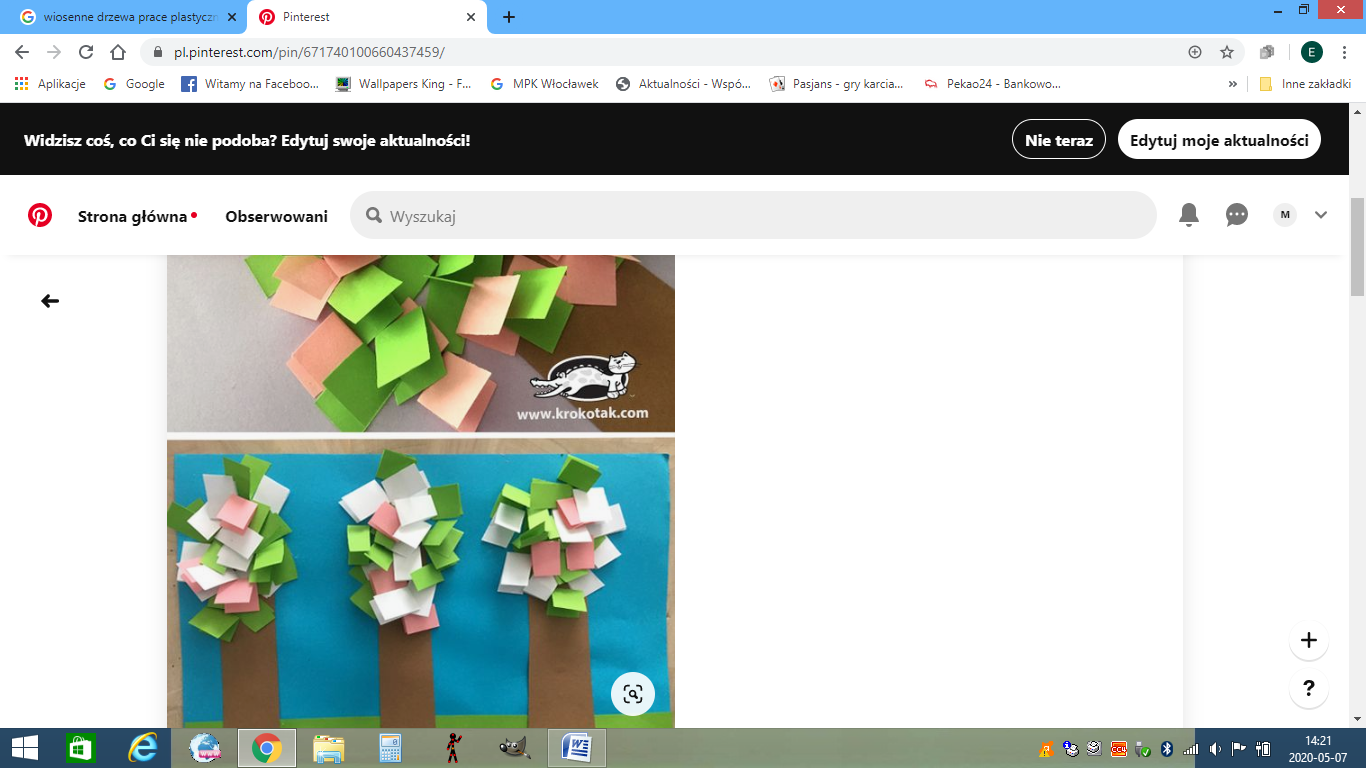 wiosenne drzewa prace plastyczn
Pinterest
pl.pinterest.com/pin/671740100660437459/
E
Aplikacje
Google
Witamy na Faceboo...
Wallpapers King - F...
MPK Włocławek
Aktualności - Wspó...
Pasjans - gry karcia...
Pekao24 - Bankowo...
»
Inne zakładki
Widzisz coś, co Ci się nie podoba? Edytuj swoje aktualności!
Nie teraz
Edytuj moje aktualności
Strona główna
Obserwowani
Wyszukaj
M
www.krokotak.com
+
?
14:21
2020-05-07